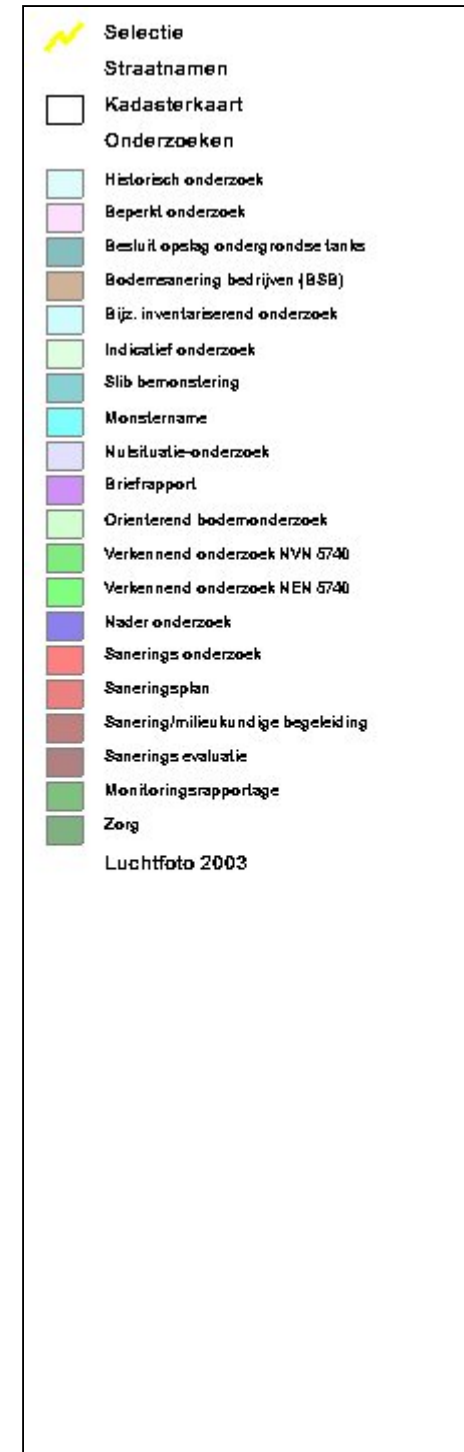 Selectie
Straatnamen
Kadasterkaart
Onderzoeken
Historisch onderzoek
Beperkt onderzoek
Besluit opslag ondergrondse tanks
Bodemsanering bedrijven (BSB)
Bijz. inventariserend onderzoek
Indicatief onderzoek
Slib bemonstering
Monstername
Nulsituatie-onderzoek
Briefrapport
Orienterend bodemonderzoek
Verkennend onderzoek NVN 5740
Verkennend onderzoek NEN 5740
Nader onderzoek
Sanerings onderzoek
Saneringsplan
Sanering/milieukundige begeleiding
Sanerings evaluatie
Monitoringsrapportage
Zorg
Luchtfoto 2003